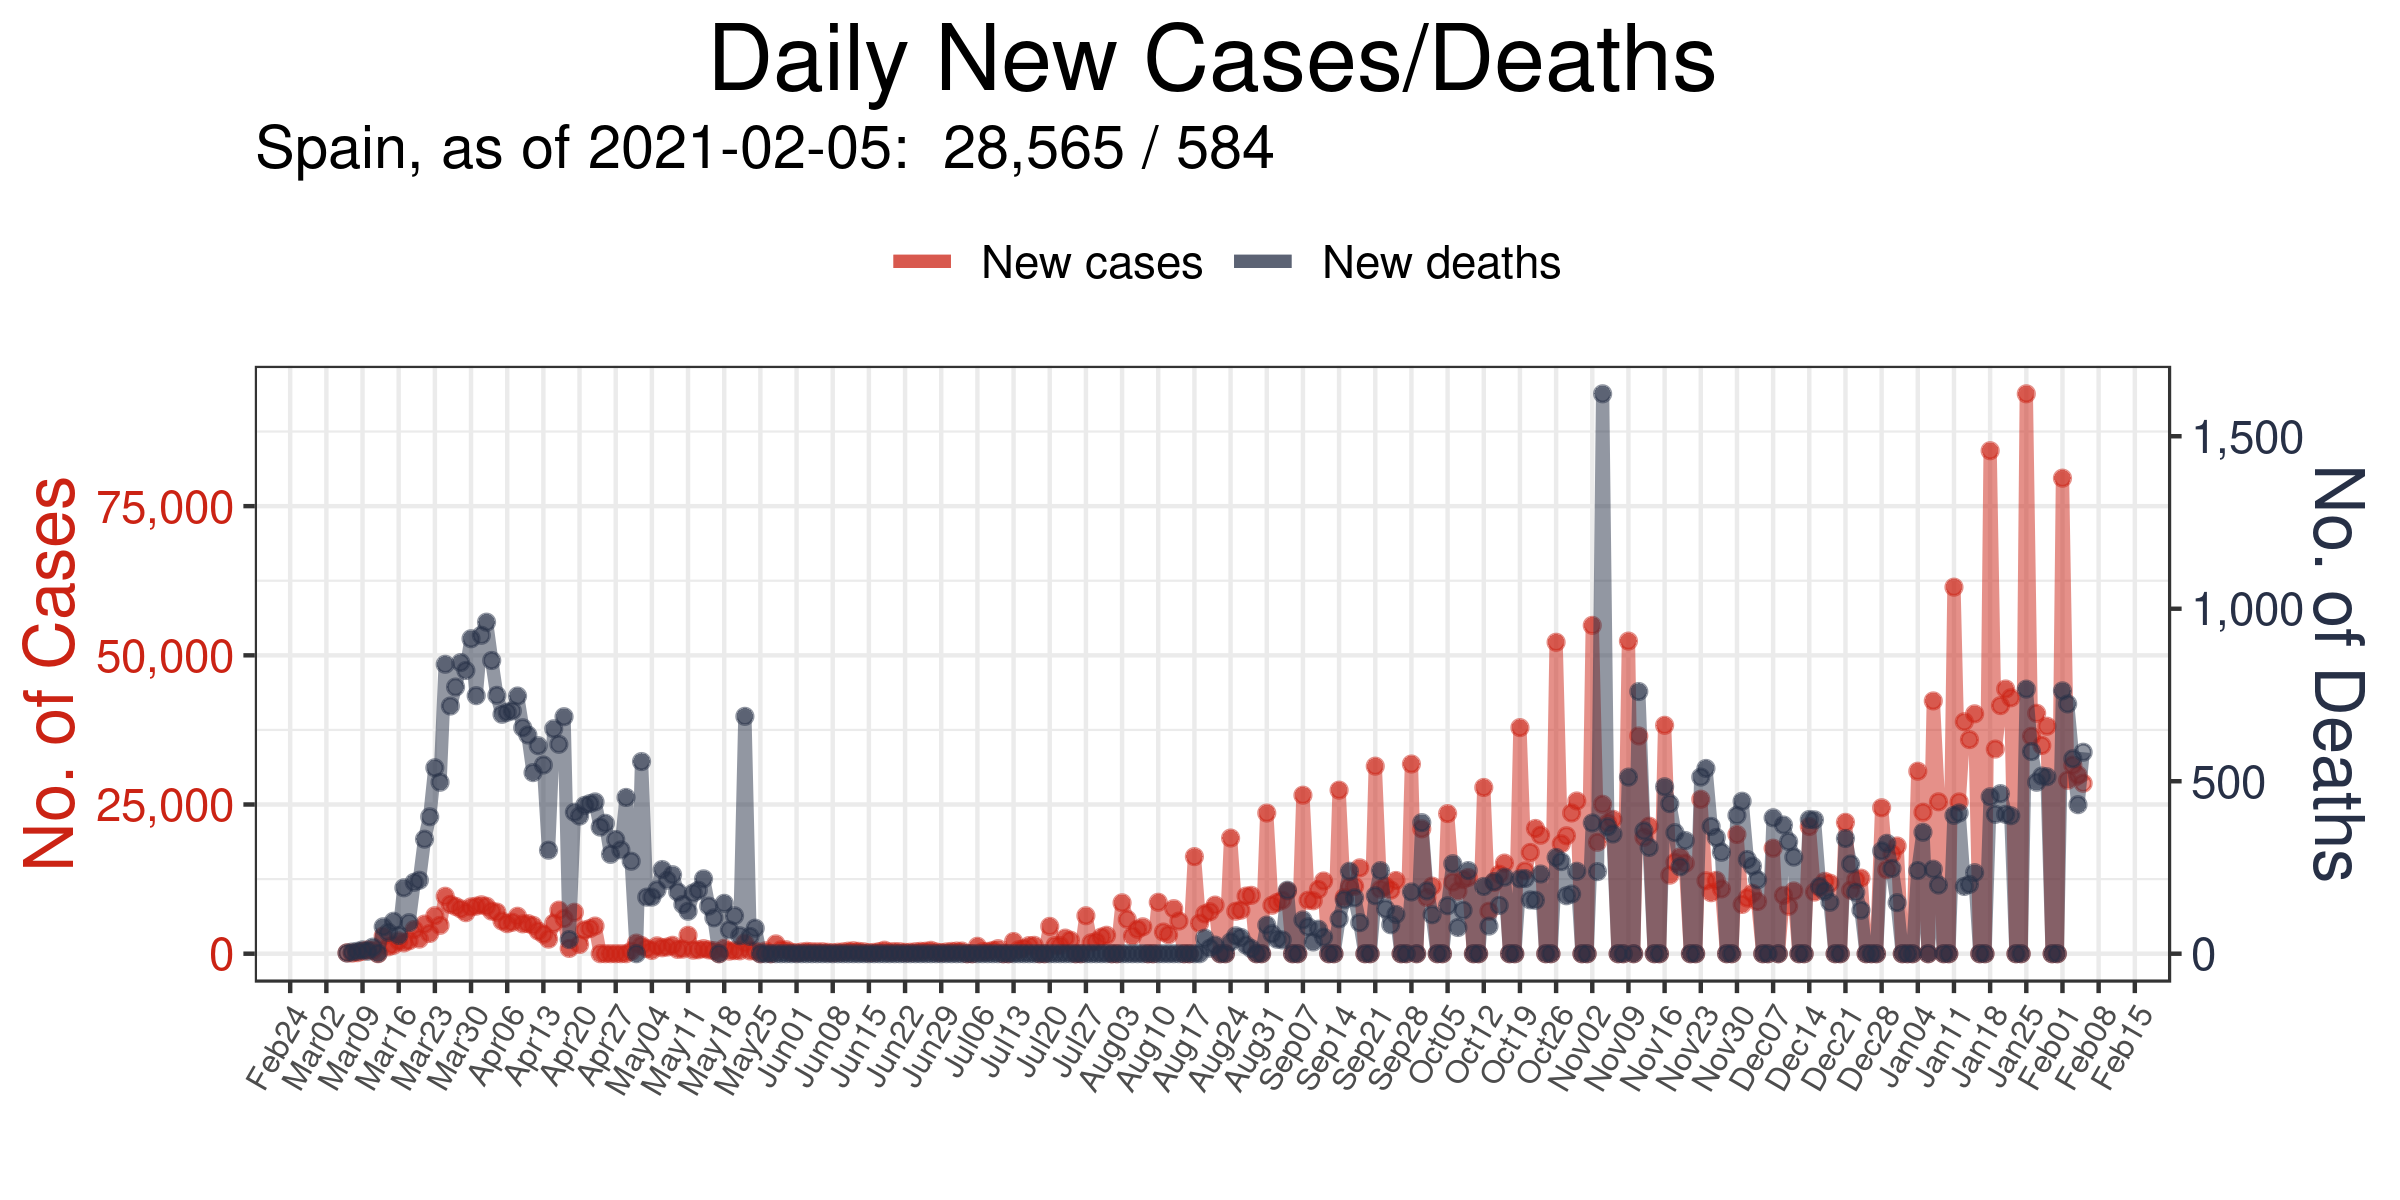 Daily New Cases/Deaths
Spain, as of 2021-02-05: 28,565 / 584
New cases
New deaths
No. of Cases
75,000
50,000
25,000
0
1,500
1,000
500
0
No. of Deaths
Feb24
Mar02
Mar09
Mar16
Mar23
Mar30
Apr06
Apr13
Apr20
Apr27
May04
May11
May18
May25
Jun01
Jun08
Jun15
Jun22
Jun29
Jul06
Jul13
Jul20
Jul27
Aug03
Aug10
Aug17
Aug24
Aug31
Sep07
Sep14
Sep21
Sep28
Oct05
Oct12
Oct19
Oct26
Nov02
Nov09
Nov16
Nov23
Nov30
Dec07
Dec14
Dec21
Dec28
Jan04
Jan11
Jan18
Jan25
Feb01
Feb08
Feb15